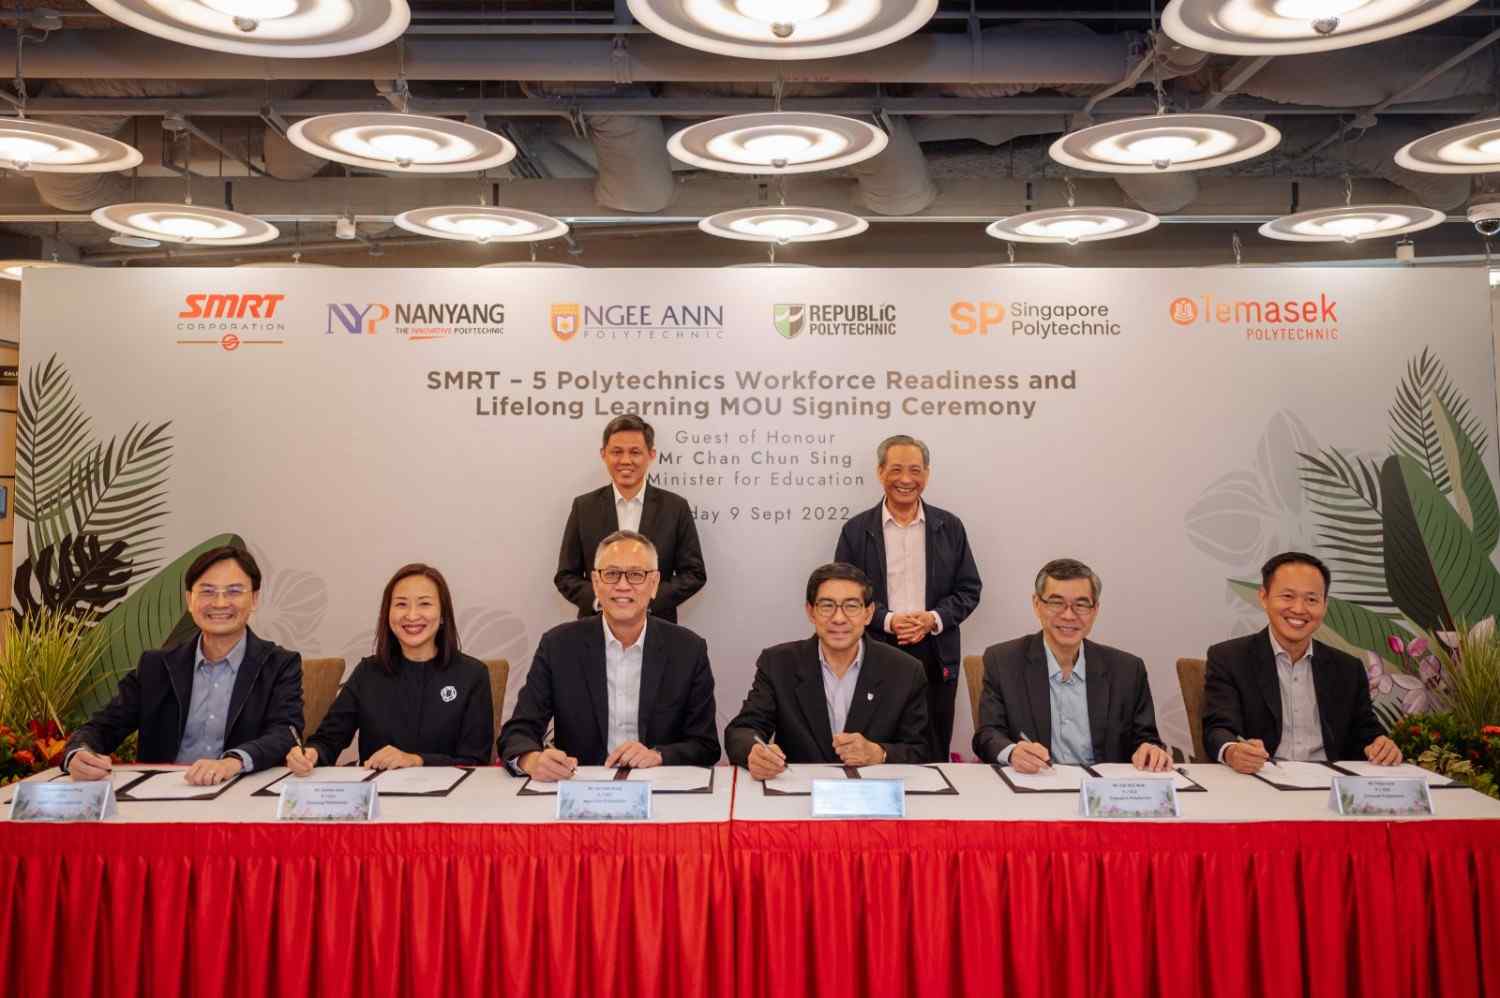 SMRT
CORPORATION
NYP NANYANG
THE INNOVATIVE POLYTECHNIC
NGEE ANN
POLYTECHNIC
REPUBLIC
POLYTECHNIC
SP Singapore
Polytechnic
Temasek
POLYTECHNIC
SMRT – 5 Polytechnics Workforce Readiness and
Lifelong Learning MOU Signing Ceremony
Guest of Honour
Mr Chan Chun Sing
Minister for Education
day 9 Sept 2022